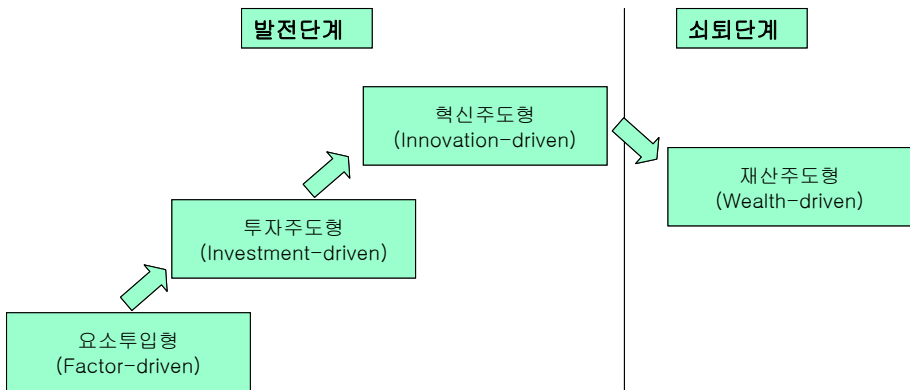 발전단계
쇠퇴단계
혁신주도형
(Innovation-driven)
재산주도형
(Wealth-driven)
투자주도형
(Investment-driven)
요소투입형
(Factor-driven)